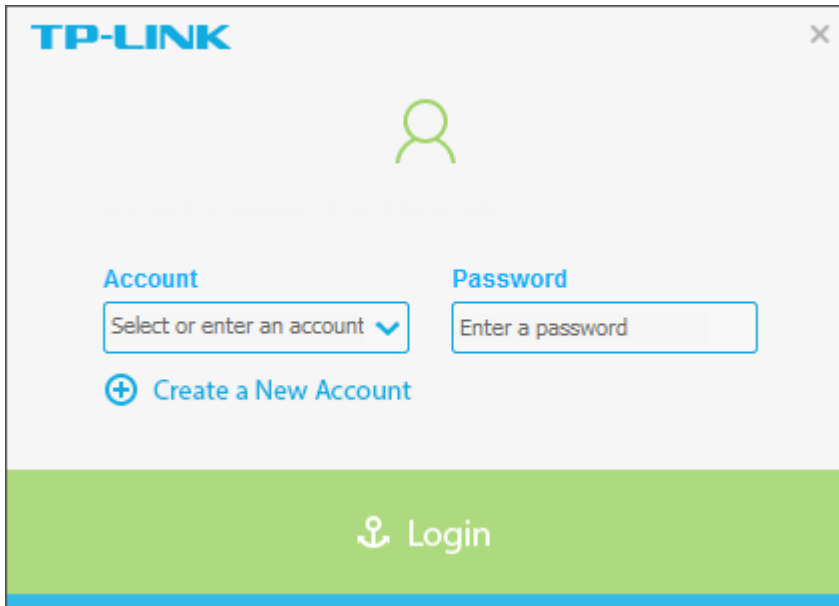 TP-LINK
Account
Password
Select or enter an account
Enter a password
Create a New Account
Login